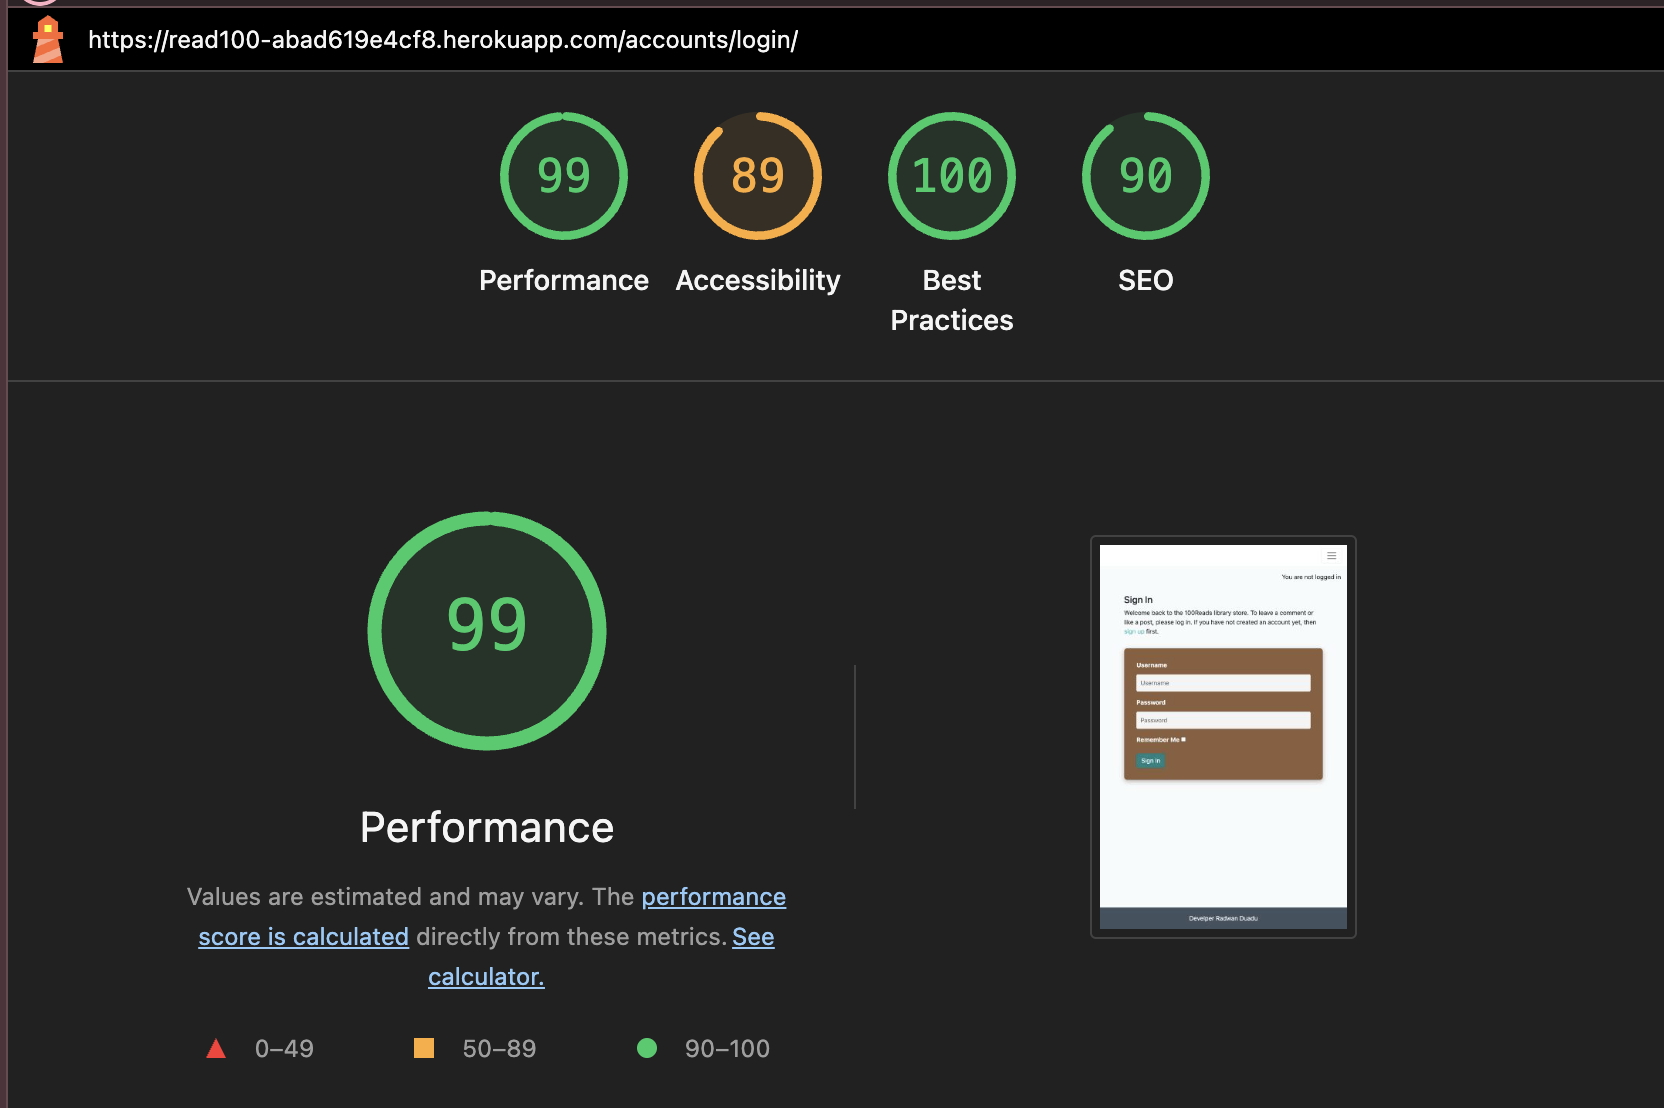 https://read100-abad619e4cf8.herokuapp.com/accounts/login/
99
89
100
90
Performance
Accessibility
Best
Practices
SEO
99
Performance
Values are estimated and may vary. The performance
score is calculated directly from these metrics. See
calculator.
0–49
50–89
90–100
You are not logged in
Sign In
Welcome back to the 100Reads library store. To leave a comment or
like a post, please log in. If you have not created an account yet, then
sign up first.
Username
Username
Password
Password
Remember Me
Sign In
Develper Radwan Duadu